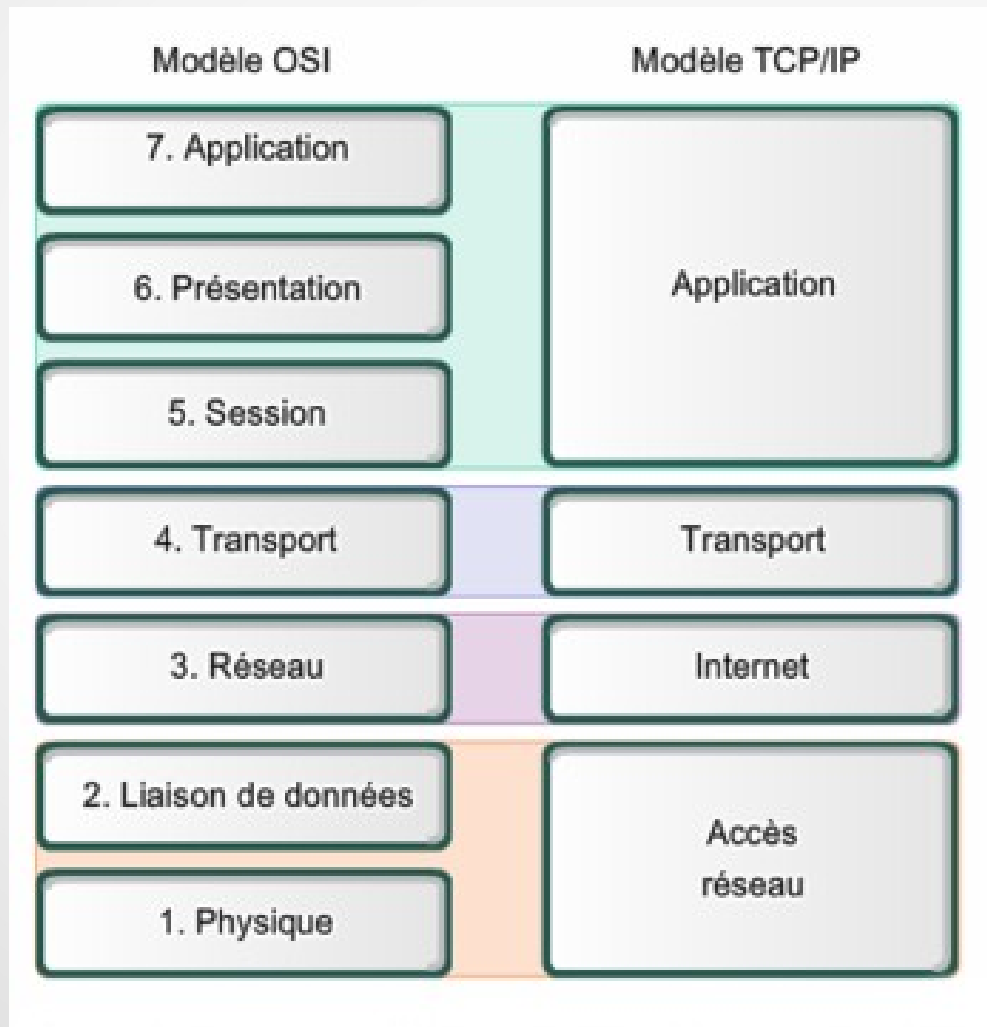 Modèle OSI
Modèle TCP/IP
7. Application
6. Présentation
5. Session
4. Transport
3. Réseau
2. Liaison de données
1. Physique
Application
Transport
Internet
Accès
réseau